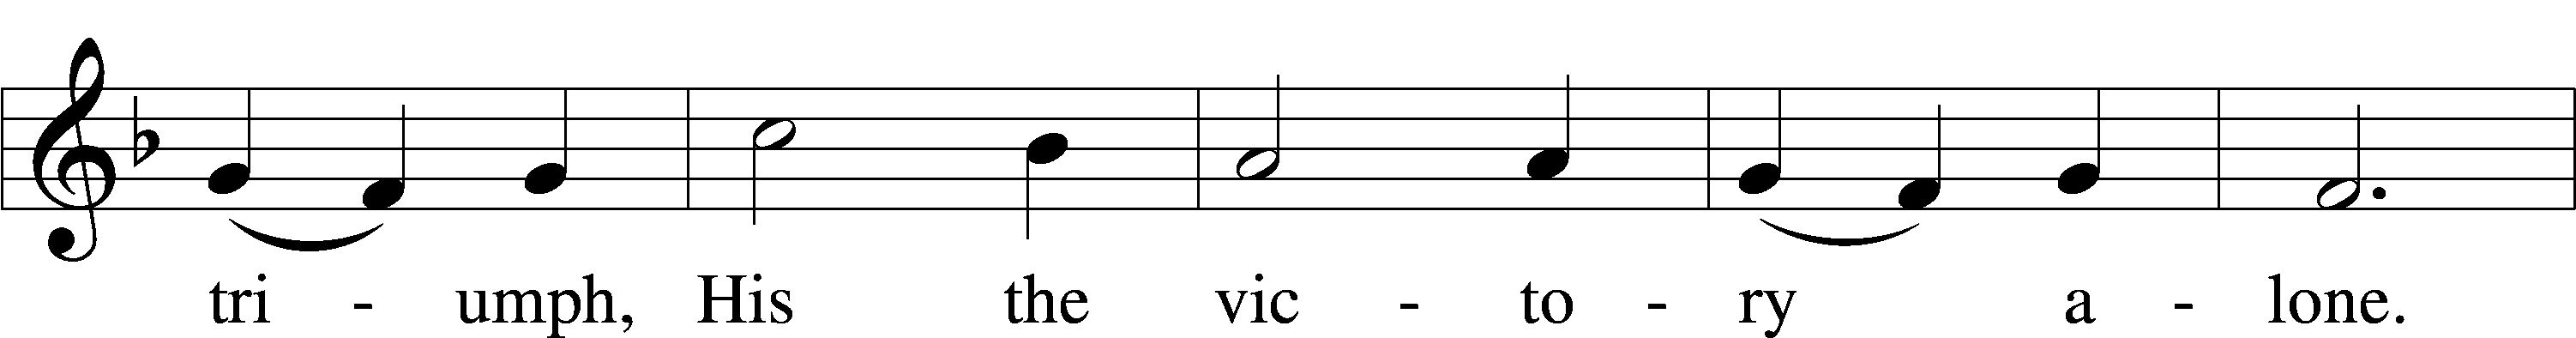 tri - umph, His the vic - to - ry a - lone.